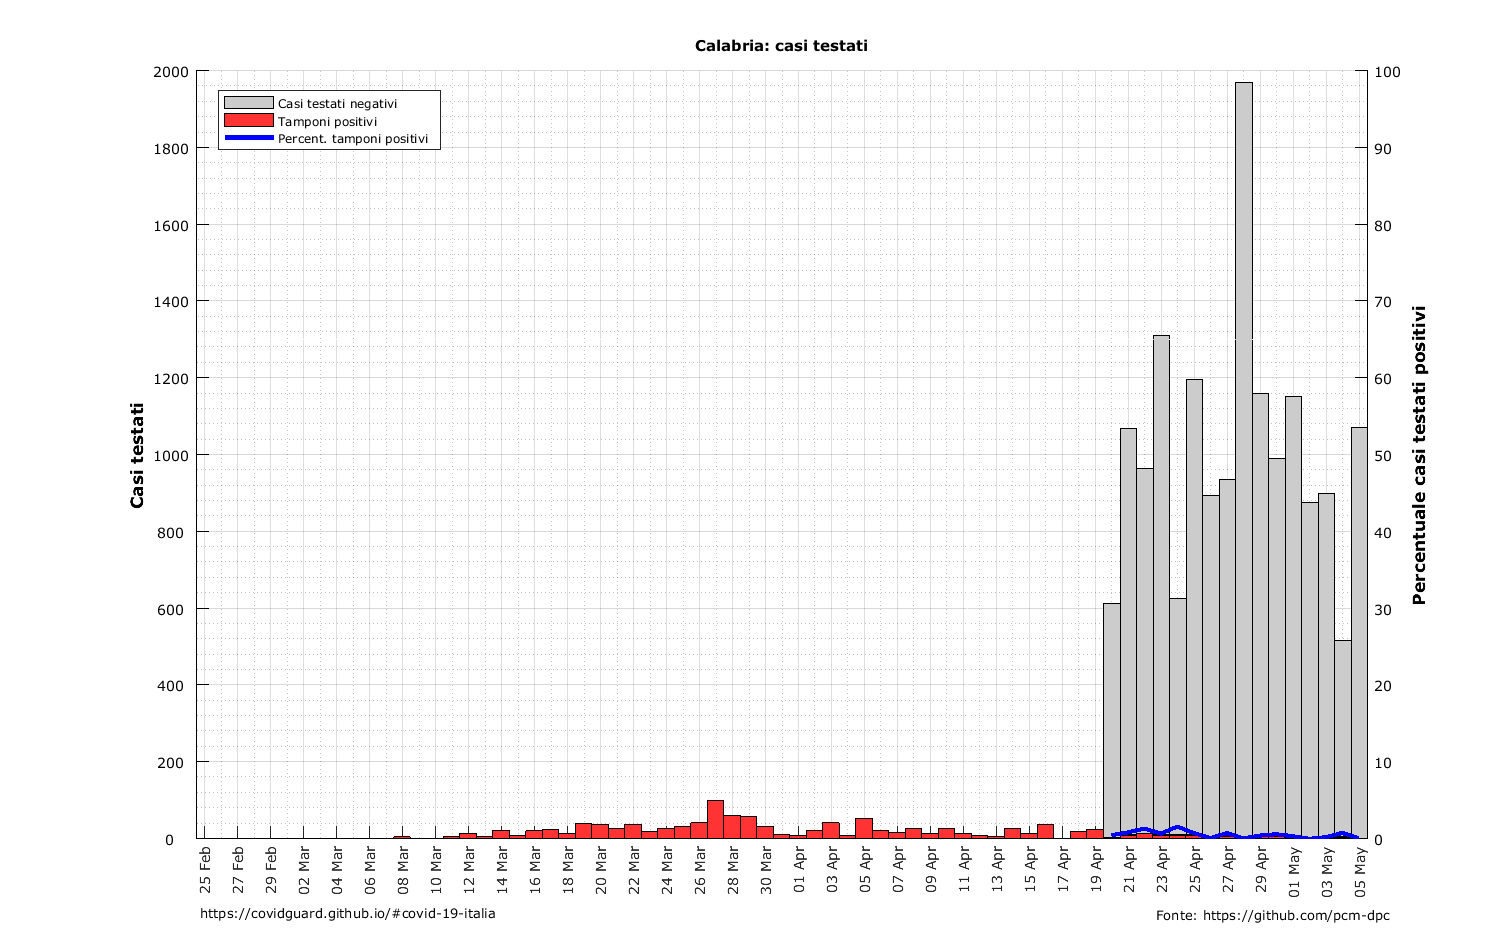 Calabria: casi testati
Casi testati negativi
Tamponi positivi
Percent. tamponi positivi
Casi testati
2000
1800
1600
1400
1200
1000
800
600
400
200
0
100
90
80
70
60
50
40
30
20
10
0
Percentuale casi testati positivi
25 Feb
27 Feb
29 Feb
02 Mar
04 Mar
06 Mar
08 Mar
10 Mar
12 Mar
14 Mar
16 Mar
18 Mar
20 Mar
22 Mar
24 Mar
26 Mar
28 Mar
30 Mar
01 Apr
03 Apr
05 Apr
07 Apr
09 Apr
11 Apr
13 Apr
15 Apr
17 Apr
19 Apr
21 Apr
23 Apr
25 Apr
27 Apr
29 Apr
01 May
03 May
05 May
https://covidguard.github.io/#covid-19-italia
Fonte: https://github.com/pcm-dpc